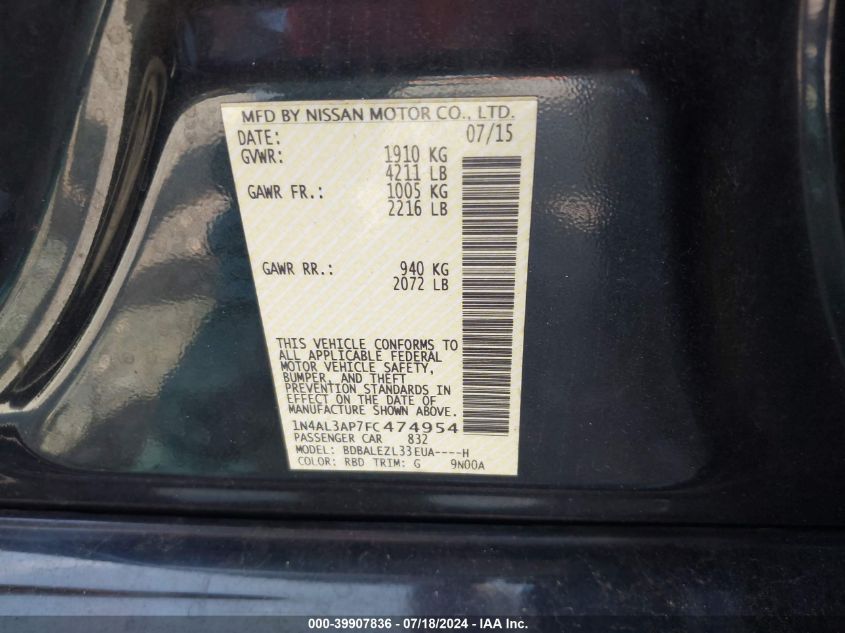 MFD BY NISSAN MOTOR CO., LTD.
DATE: 07/15
GVWR: 1910 KG
4211 LB
GAWR FR.: 1005 KG
2216 LB
GAWR RR.: 940 KG
2072 LB
THIS VEHICLE CONFORMS TO
ALL APPLICABLE FEDERAL
MOTOR VEHICLE SAFETY,
BUMPER, AND THEFT
PREVENTION STANDARDS IN
EFFECT ON THE DATE OF
MANUFACTURE SHOWN ABOVE.
1N4AL3AP7FC474954
PASSENGER CAR 832
MODEL: BDBALEZL33EUA----H
COLOR: RBD TRIM: G 9N00A
000-39907836 - 07/18/2024 - IAA Inc.